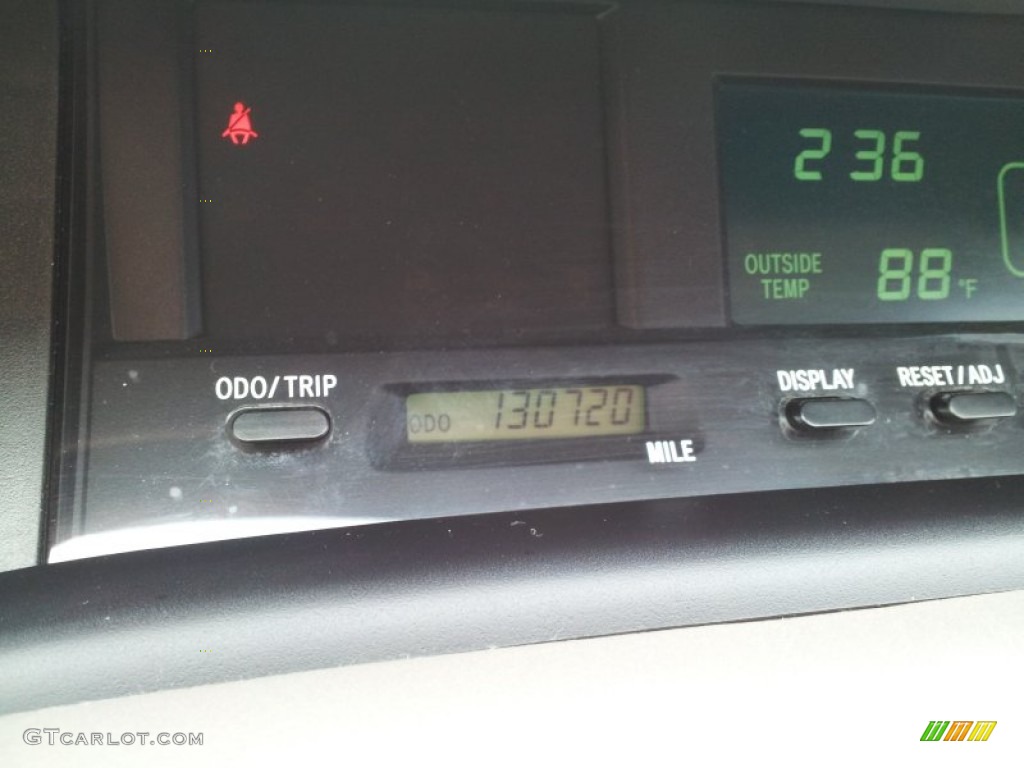 2 36
OUTSIDE TEMP 88 °F
ODO/TRIP
ODO 130720
MILE
DISPLAY
RESET/ADJ
GTCARLOT.COM